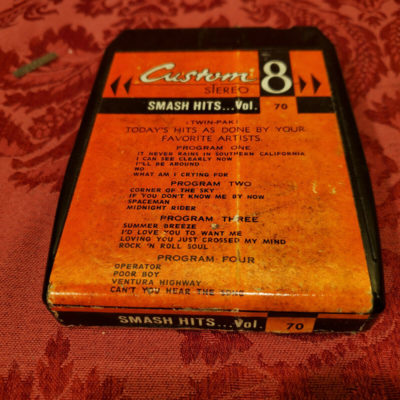 Custom 8
STEREO
SMASH HITS...Vol. 70
(TWIN-PAK)
TODAY'S HITS AS DONE BY YOUR
FAVORITE ARTISTS.
PROGRAM ONE
IT NEVER RAINS IN SOUTHERN CALIFORNIA
I CAN SEE CLEARLY NOW
I'LL BE AROUND
NO
WHAT AM I CRYING FOR
PROGRAM TWO
CORNER OF THE SKY
IF YOU DON'T KNOW ME BY NOW
SPACEMAN
MIDNIGHT RIDER
PROGRAM THREE
SUMMER BREEZE
I'D LOVE YOU TO WANT ME
LOVING YOU JUST CROSSED MY MIND
ROCK 'N ROLL SOUL
PROGRAM FOUR
OPERATOR
POOR BOY
VENTURA HIGHWAY
CAN'T YOU HEAR THE SONG
SMASH HITS...Vol. 70